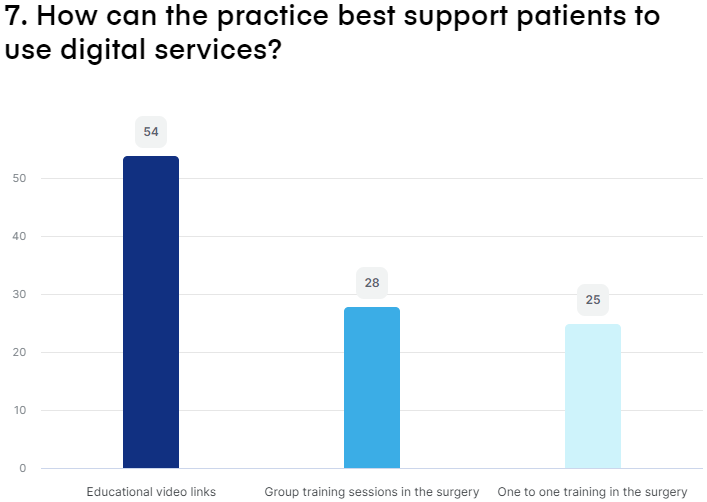 7. How can the practice best support patients to
use digital services?
54
50
40
30
28
25
20
10
0
Educational video links
Group training sessions in the surgery
One to one training in the surgery